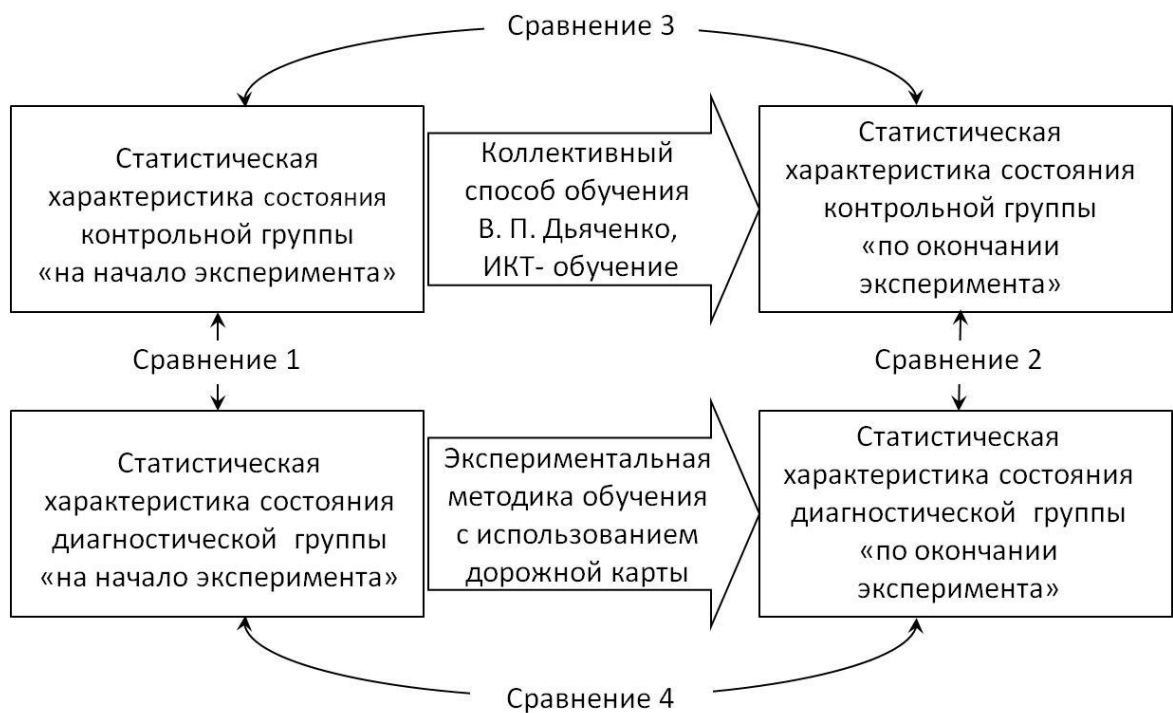 Сравнение 3
Статистическая
характеристика состояния
контрольной группы
«на начало эксперимента»
Коллективный
способ обучения
В. П. Дьяченко,
ИКТ- обучение
Статистическая
характеристика состояния
контрольной группы
«по окончании
эксперимента»
Сравнение 1
Сравнение 2
Статистическая
характеристика состояния
диагностической группы
«на начало эксперимента»
Экспериментальная
методика обучения
с использованием
дорожной карты
Статистическая
характеристика состояния
диагностической группы
«по окончании
эксперимента»
Сравнение 4